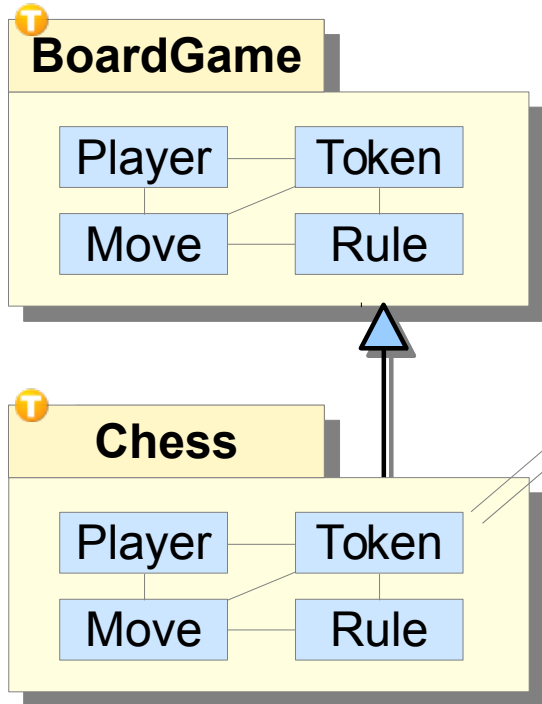 T
BoardGame
Player Token
Move Rule
T
Chess
Player Token
Move Rule